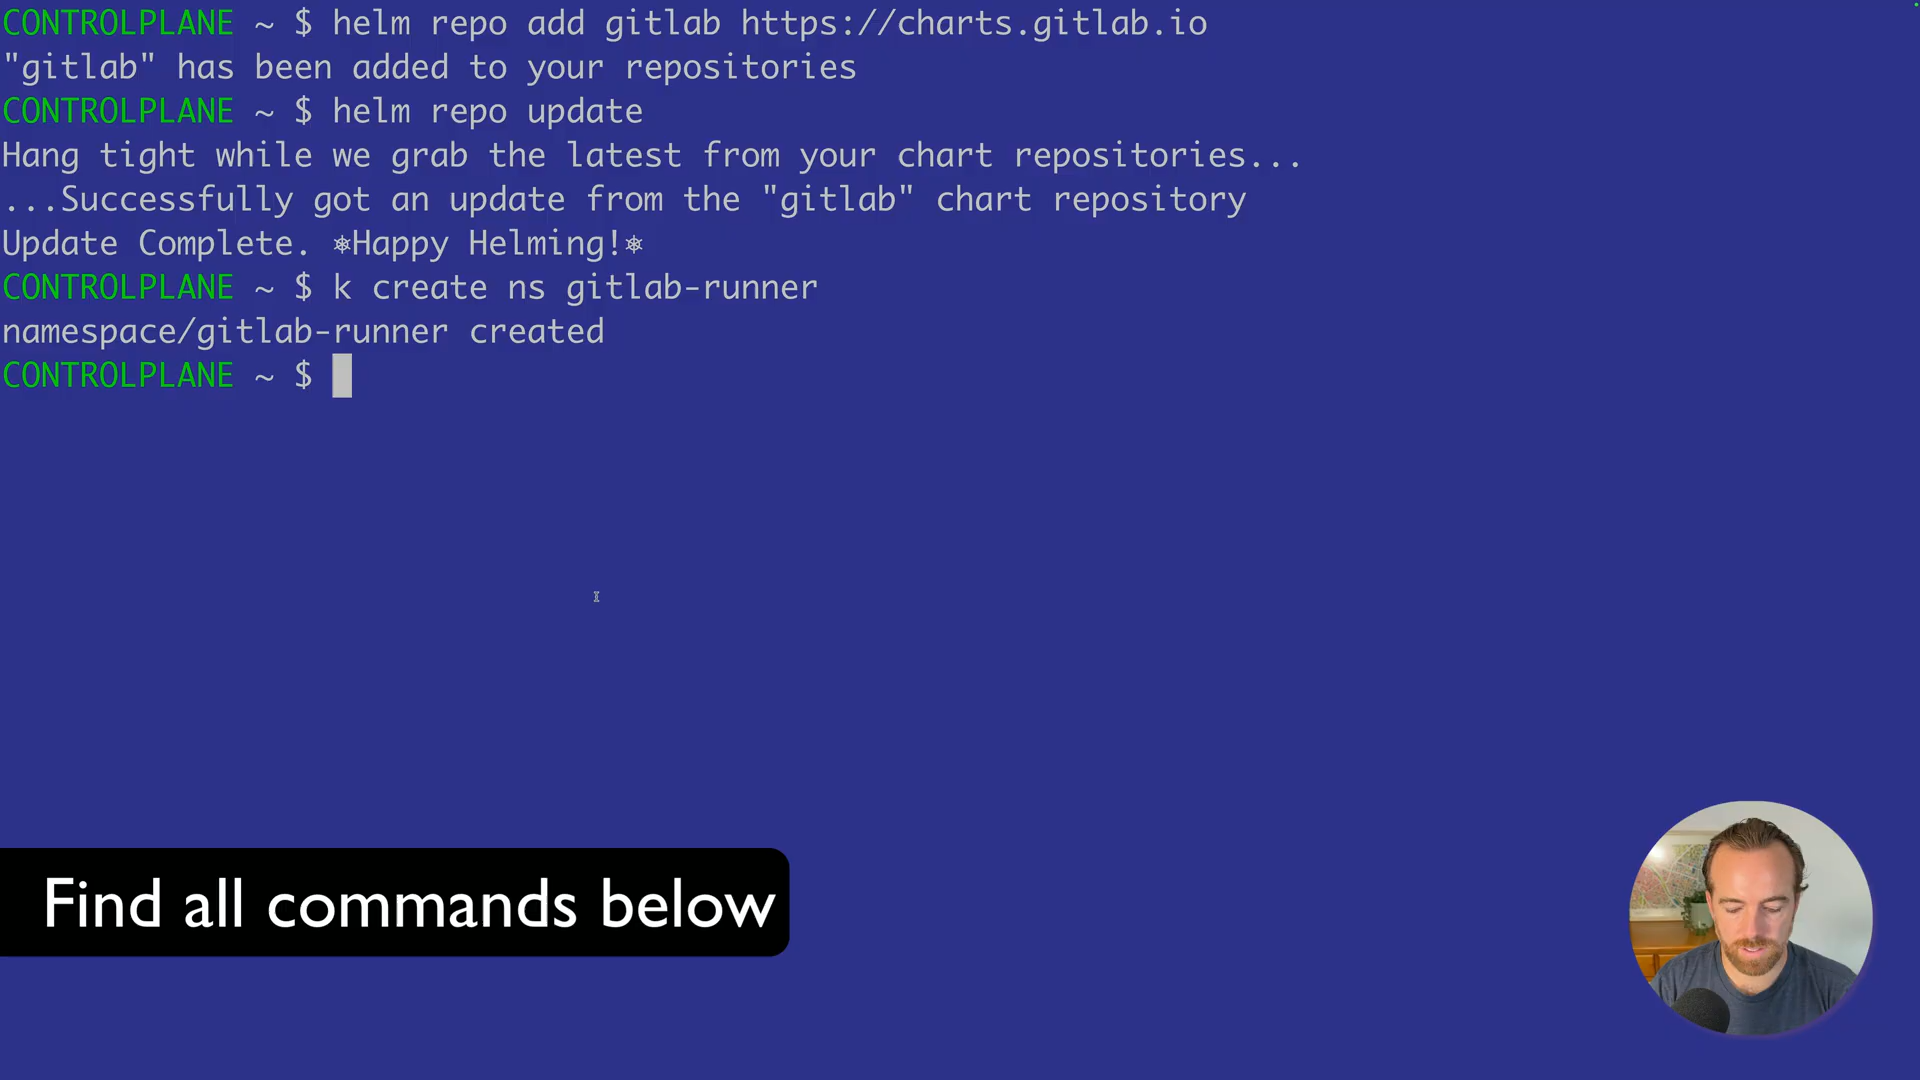 CONTROLPLANE ~ $ helm repo add gitlab https://charts.gitlab.io
"gitlab" has been added to your repositories
CONTROLPLANE ~ $ helm repo update
Hang tight while we grab the latest from your chart repositories...
...Successfully got an update from the "gitlab" chart repository
Update Complete. ⎈Happy Helming!⎈
CONTROLPLANE ~ $ k create ns gitlab-runner
namespace/gitlab-runner created
CONTROLPLANE ~ $
Find all commands below